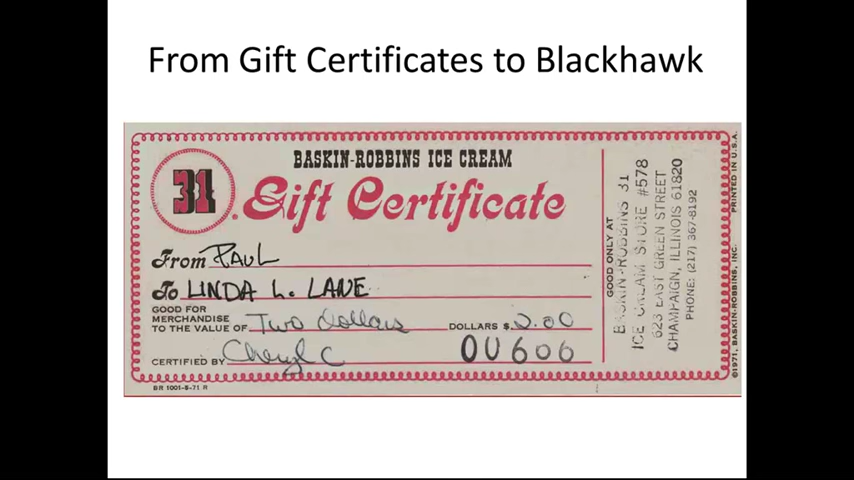 From Gift Certificates to Blackhawk
31
BASKIN-ROBBINS ICE CREAM
Gift Certificate
From PAUL
To LINDA L. LANE
GOOD FOR
MERCHANDISE
TO THE VALUE OF Two dollars DOLLARS $ 2.00
CERTIFIED BY Cheryl C
OU606
BR 1001-8-71 R
GOOD ONLY AT
BASKIN-ROBBINS 31
ICE CREAM STORE #578
623 EAST GREEN STREET
CHAMPAIGN, ILLINOIS 61820
PHONE: (217) 367-8192
©1971, BASKIN-ROBBINS, INC. PRINTED IN U.S.A.